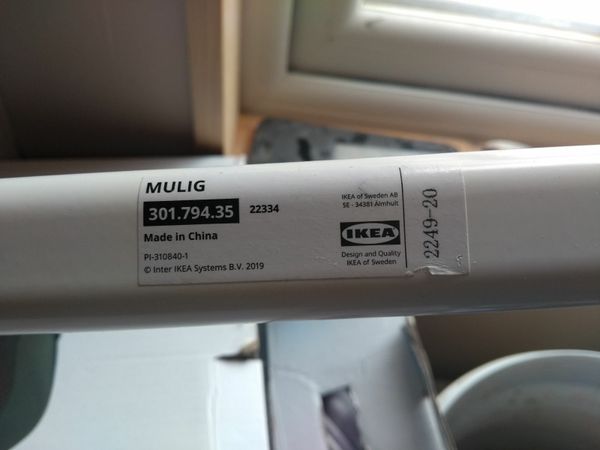 MULIG
301.794.35 22334
Made in China
PI-310840-1
© Inter IKEA Systems B.V. 2019
IKEA of Sweden AB
SE - 34381 Älmhult
IKEA
Design and Quality
IKEA of Sweden
2249-20